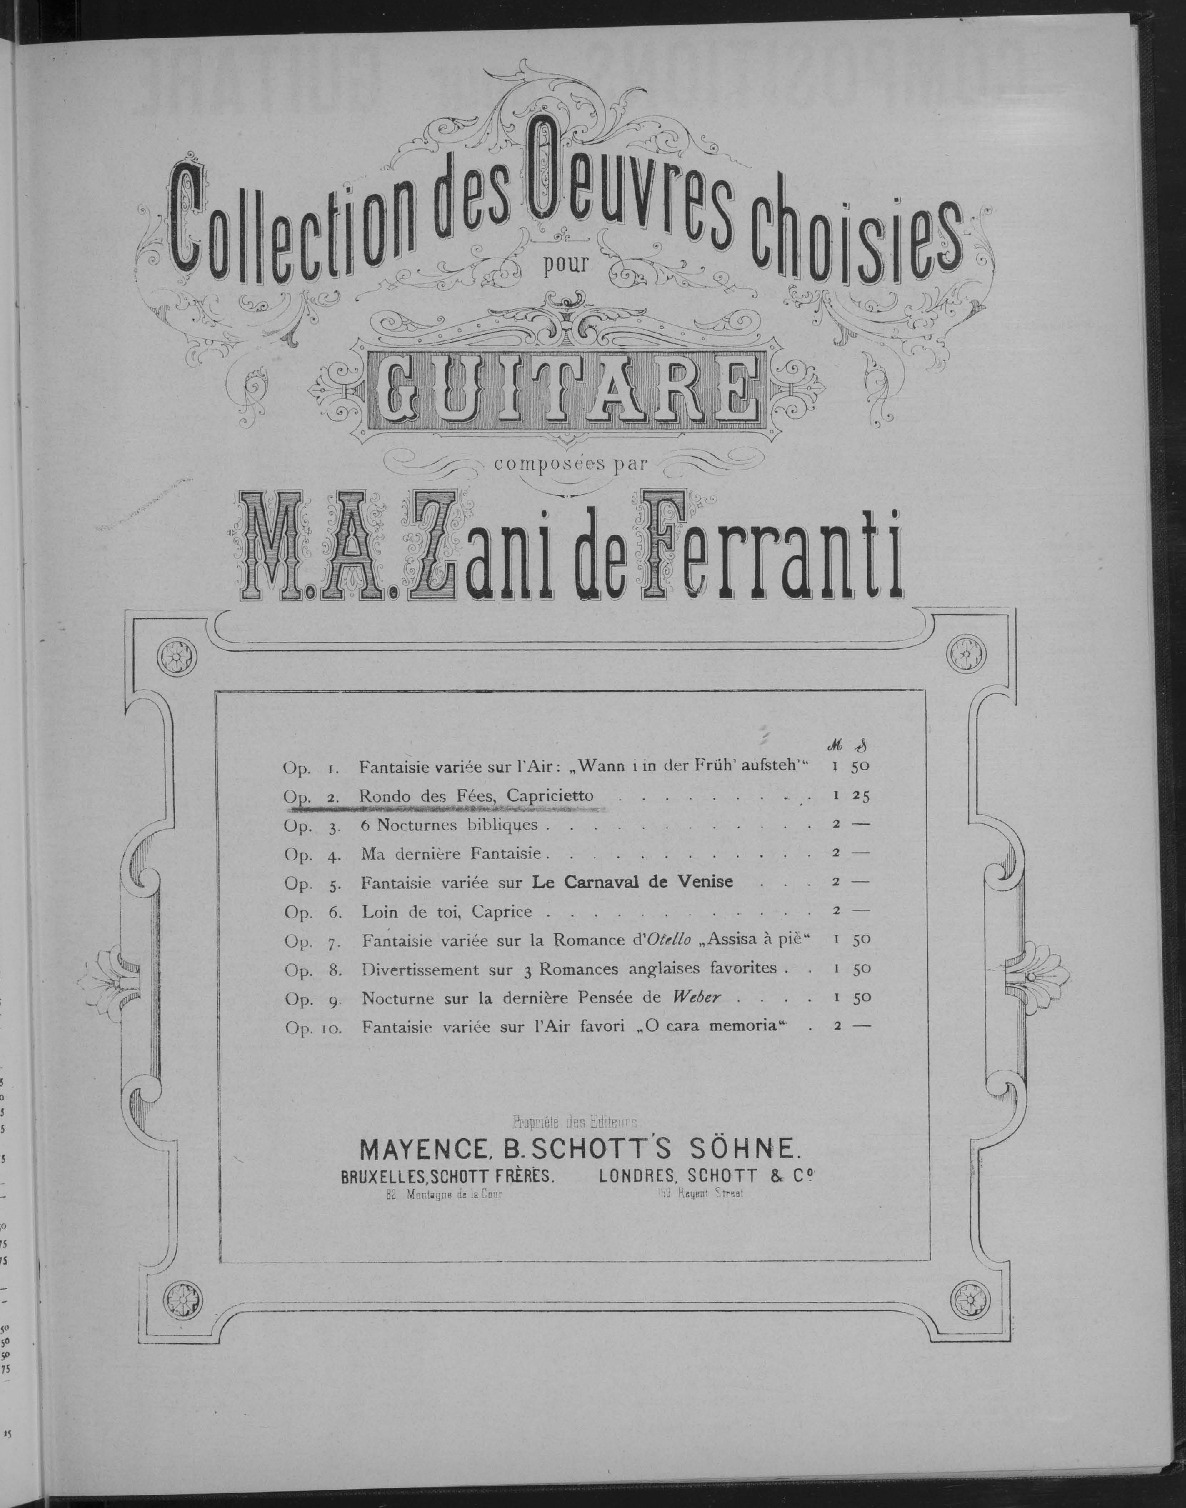 Collection des Oeuvres choisies
pour
GUITARE
composées par
M. A. Zani de Ferranti
M S
Op. 1. Fantaisie variée sur l'Air: „Wann i in der Früh' aufsteh'“ 1 50
Op. 2. Rondo des Fées, Capricietto . . . . . . . . . 1 25
Op. 3. 6 Nocturnes bibliques . . . . . . . . . . . . 2 —
Op. 4. Ma dernière Fantaisie . . . . . . . . . . . . 2 —
Op. 5. Fantaisie variée sur Le Carnaval de Venise . . . 2 —
Op. 6. Loin de toi, Caprice . . . . . . . . . . . . 2 —
Op. 7. Fantaisie variée sur la Romance d'Otello „Assisa à piè“ 1 50
Op. 8. Divertissement sur 3 Romances anglaises favorites . . 1 50
Op. 9. Nocturne sur la dernière Pensée de Weber . . . . 1 50
Op. 10. Fantaisie variée sur l'Air favori „O cara memoria“ . 2 —
Propriété des Editeurs.
MAYENCE, B. SCHOTT'S SÖHNE.
BRUXELLES, SCHOTT FRÈRES. LONDRES, SCHOTT & Co
82 Montagne de la Cour Regent Street